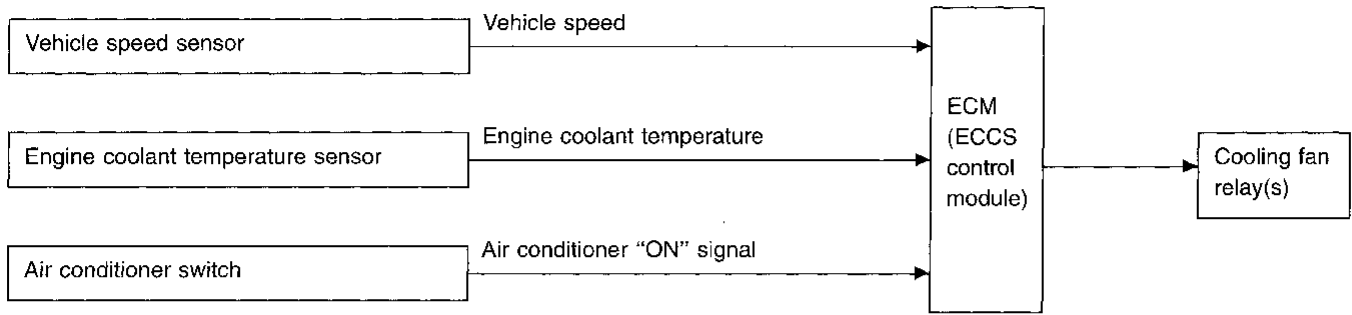 Vehicle speed sensor
Vehicle speed
Engine coolant temperature sensor
Engine coolant temperature
Air conditioner switch
Air conditioner “ON” signal
ECM
(ECCS
control
module)
Cooling fan
relay(s)